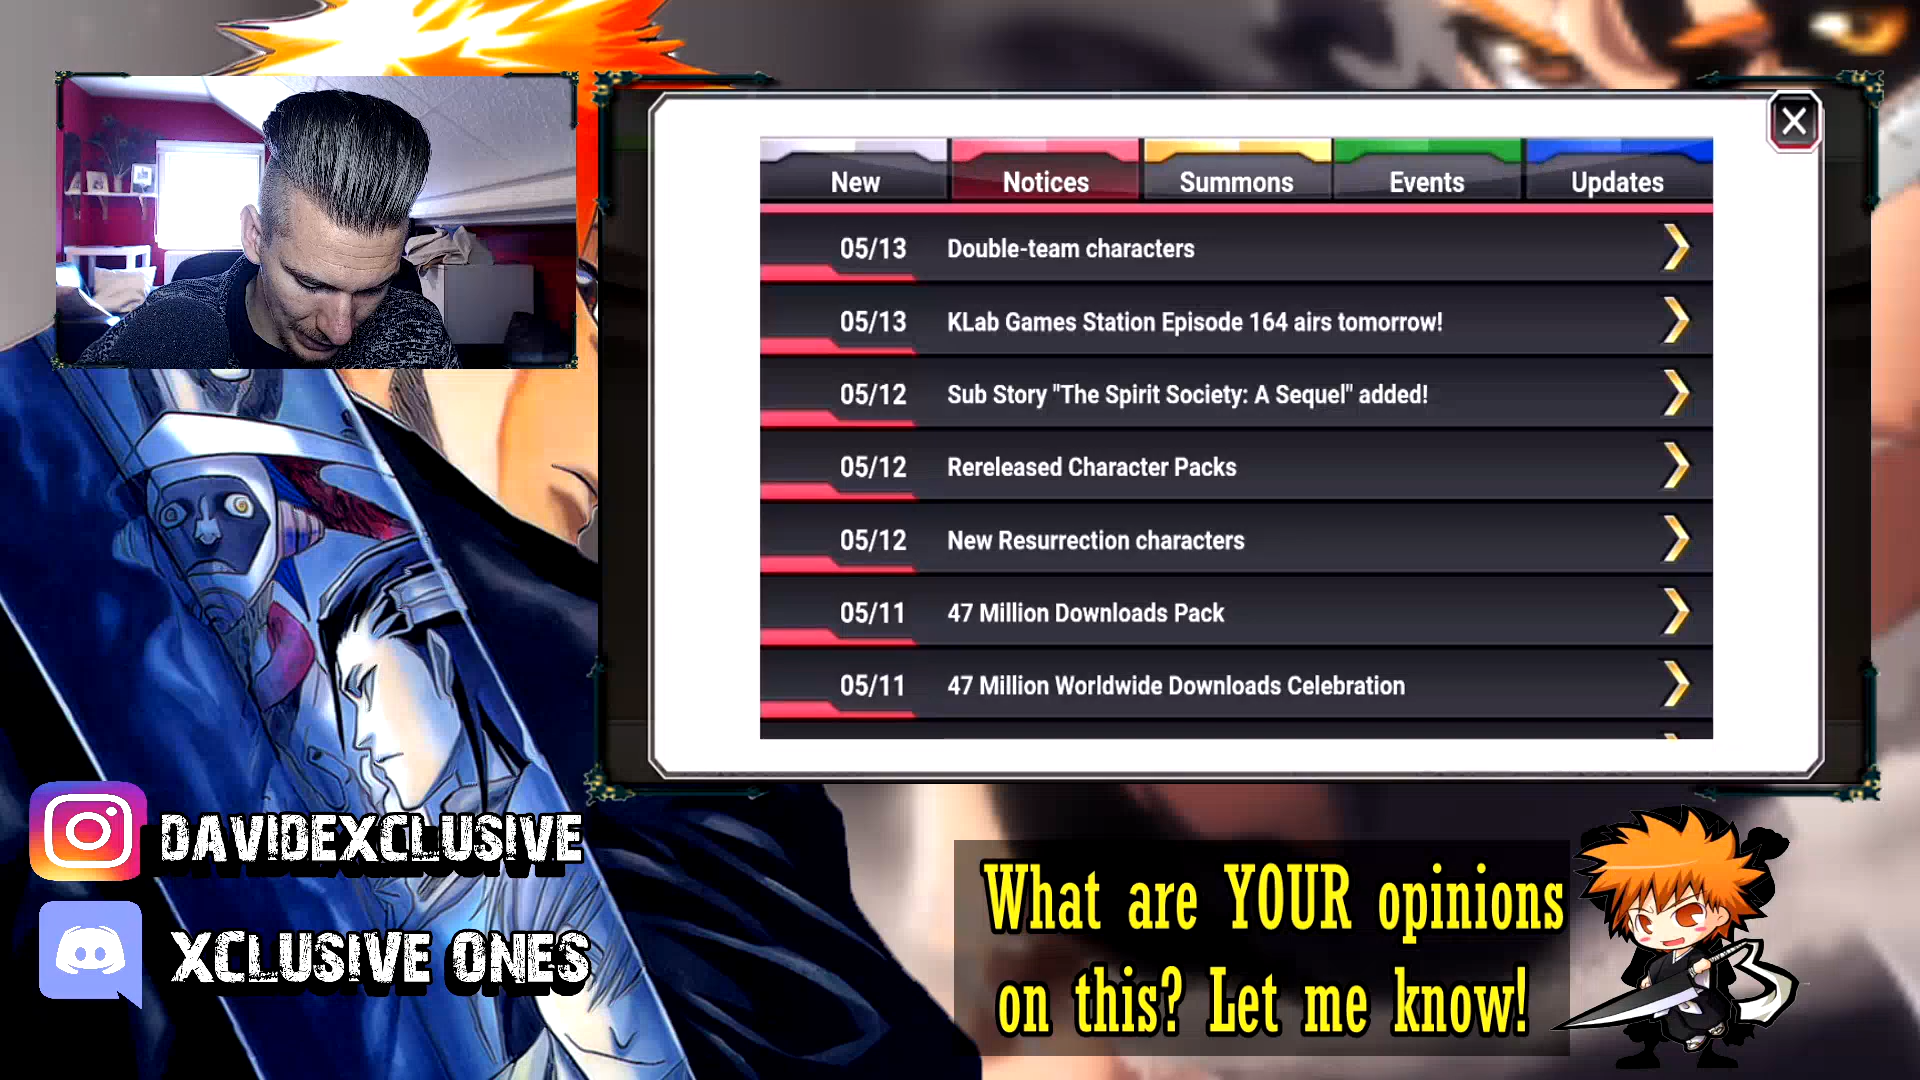 New
Notices
Summons
Events
Updates
05/13 Double-team characters
05/13 KLab Games Station Episode 164 airs tomorrow!
05/12 Sub Story "The Spirit Society: A Sequel" added!
05/12 Rereleased Character Packs
05/12 New Resurrection characters
05/11 47 Million Downloads Pack
05/11 47 Million Worldwide Downloads Celebration
DAVIDEXCLUSIVE
XCLUSIVE ONES
What are YOUR opinions
on this? Let me know!